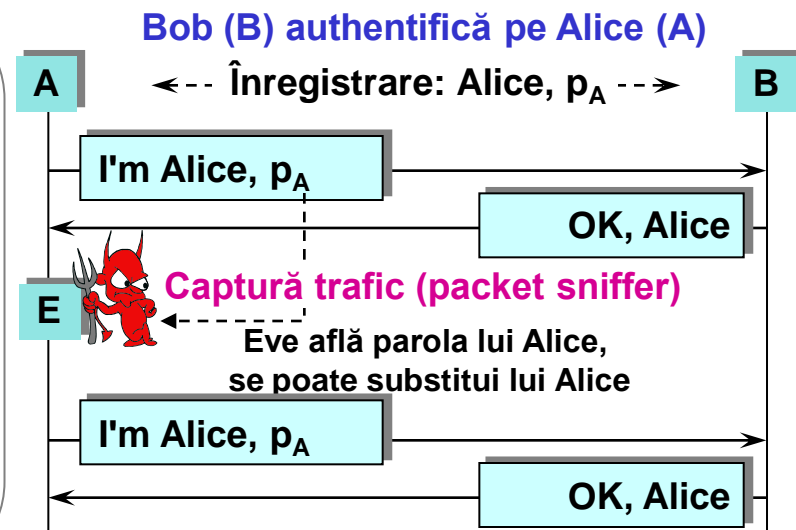 Bob (B) authentifică pe Alice (A)
A
Înregistrare: Alice, pA
B
I'm Alice, pA
OK, Alice
Captură trafic (packet sniffer)
E
Eve află parola lui Alice,
se poate substitui lui Alice
I'm Alice, pA
OK, Alice